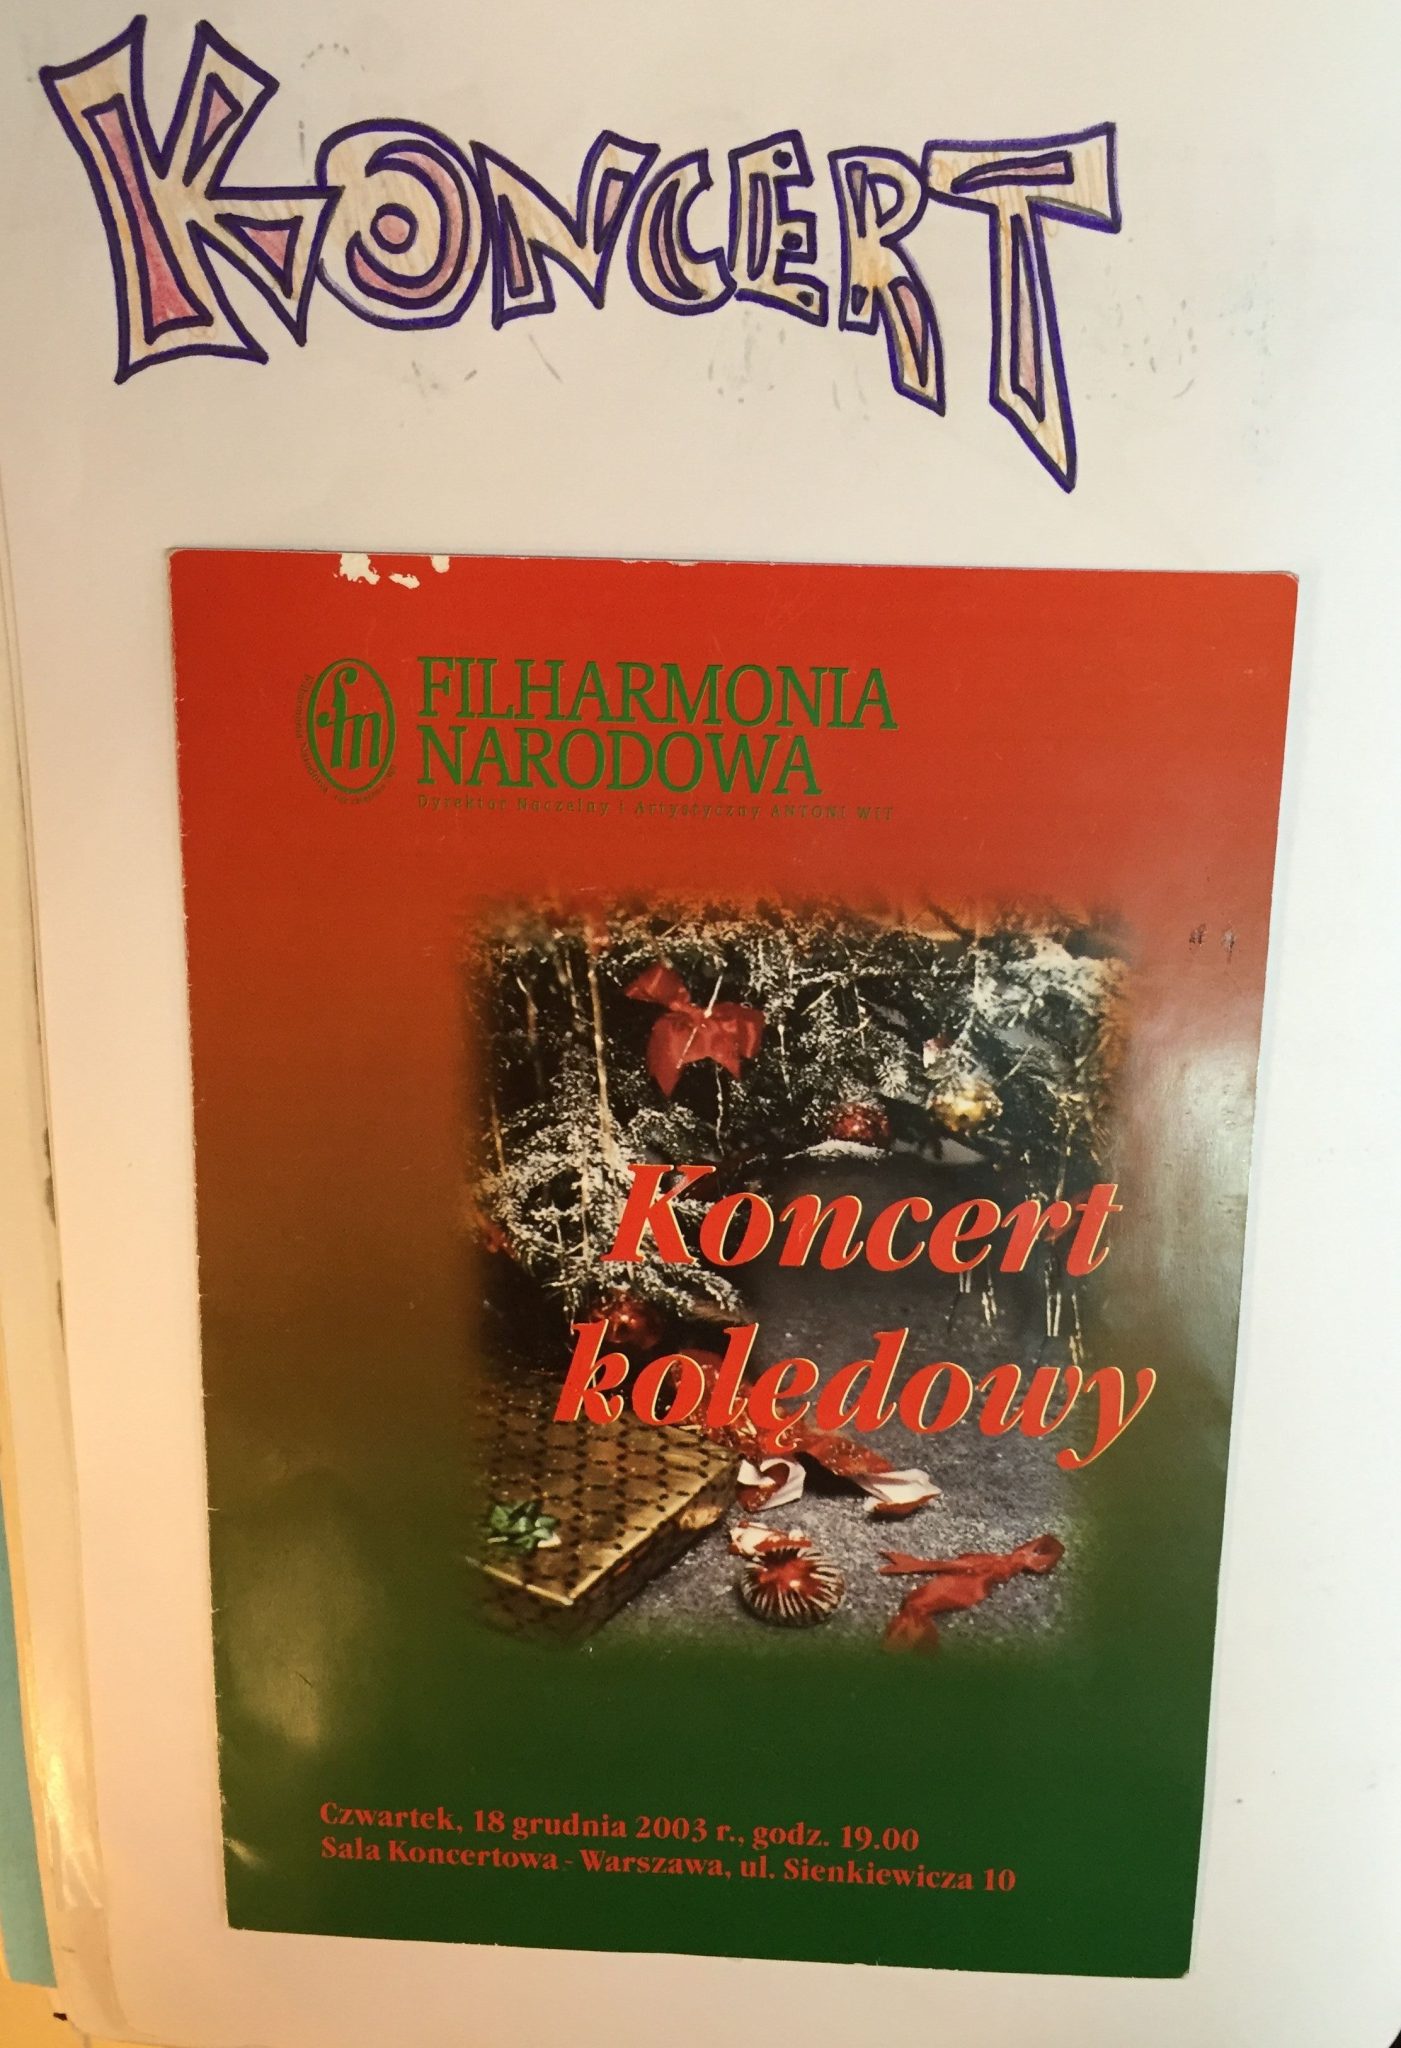 KONCERT
fn
FILHARMONIA
NARODOWA
Dyrektor Naczelny i Artystyczny ANTONI WIT
Koncert
kolędowy
Czwartek, 18 grudnia 2003 r., godz. 19.00
Sala Koncertowa - Warszawa, ul. Sienkiewicza 10